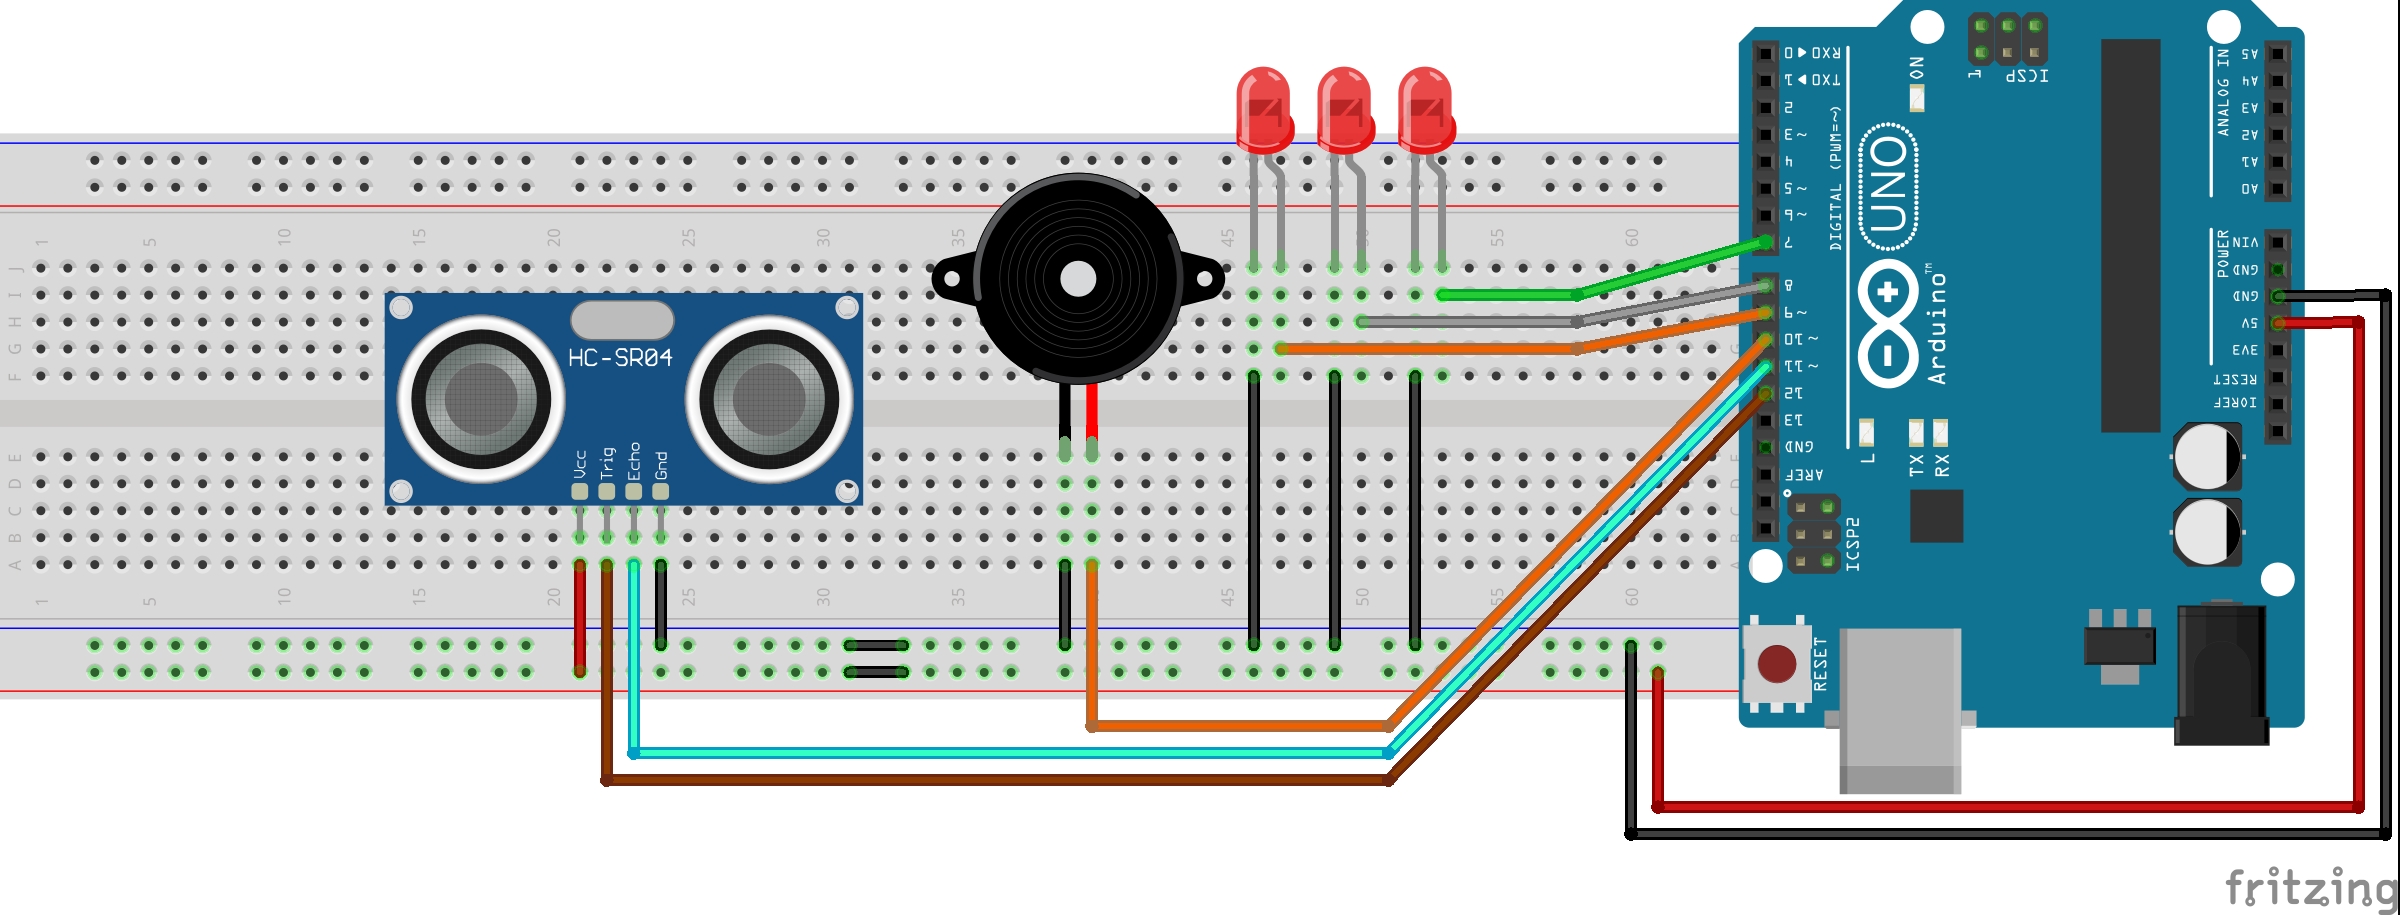 1 5 10 15 20 25 30 35 45 50 55 60
J
I
H
G
F
HC-SR04
Vcc
Trig
Echo
Gnd
E
D
C
B
A
1 5 10 15 20 25 30 35 45 50 55 60
RX0 ◀ 0
TX0 ▶ 1
2
~3
4
~5
~6
7
8
~9
~10
~11
12
13
GND
AREF
DIGITAL (PWM=~)
ON
1
ICSP
UNO
Arduino™
L
TX
RX
ICSP2
RESET
ANALOG IN
A5
A4
A3
A2
A1
A0
POWER
VIN
GND
GND
5V
3V3
RESET
IOREF
fritzing